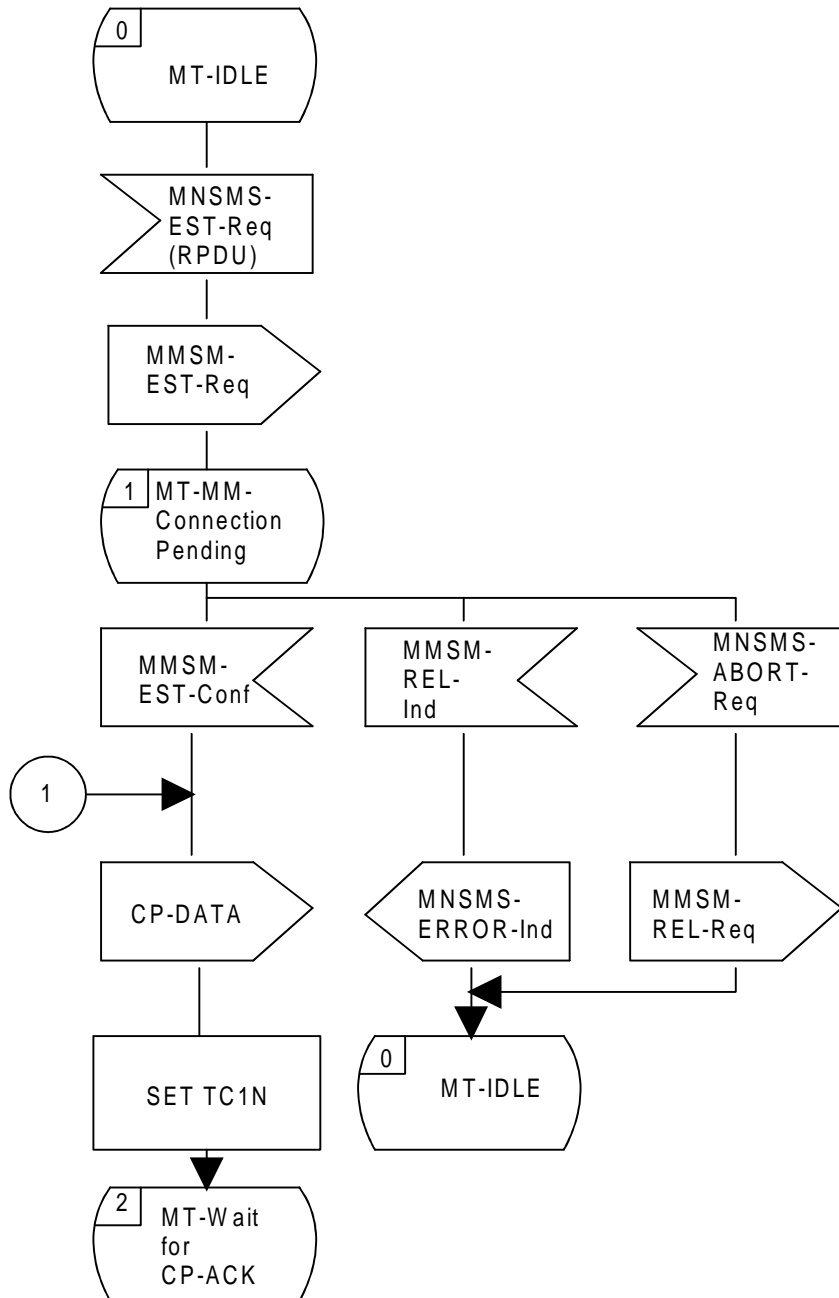 0
MT-IDLE
MNSMS-
EST-Req
(RPDU)
MMSM-
EST-Req
1
MT-MM-
Connection
Pending
MMSM-
EST-Conf
MMSM-
REL-
Ind
MNSMS-
ABORT-
Req
1
CP-DATA
MNSMS-
ERROR-Ind
MMSM-
REL-Req
SET TC1N
0
MT-IDLE
2
MT-Wait
for
CP-ACK